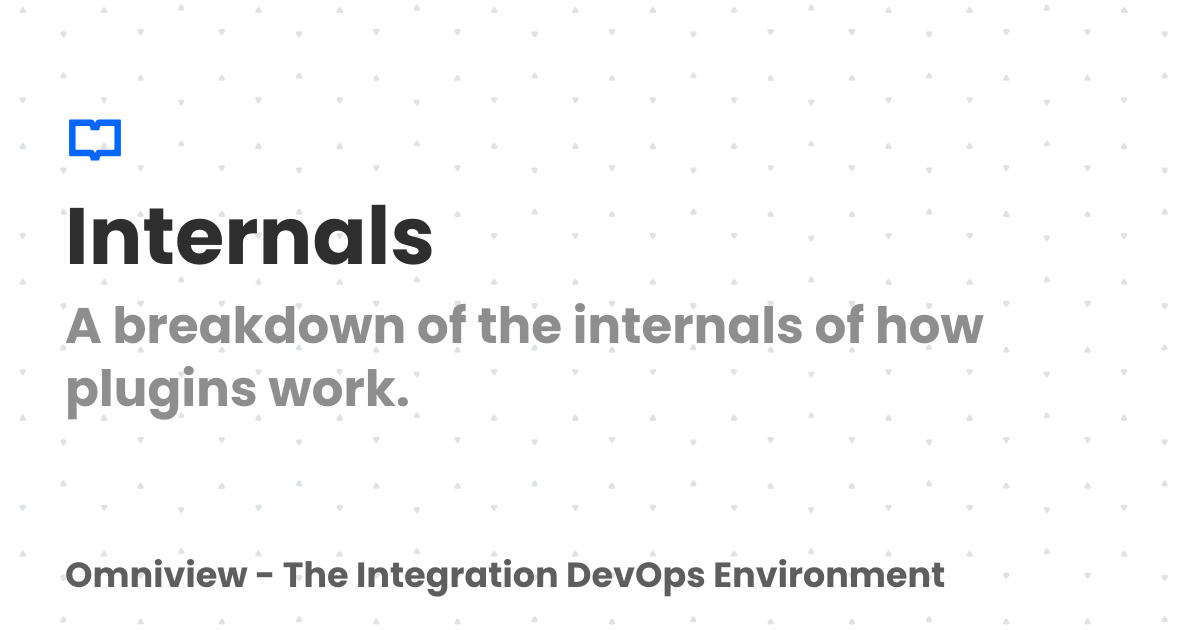 Internals
A breakdown of the internals of how
plugins work.
Omniview - The Integration DevOps Environment